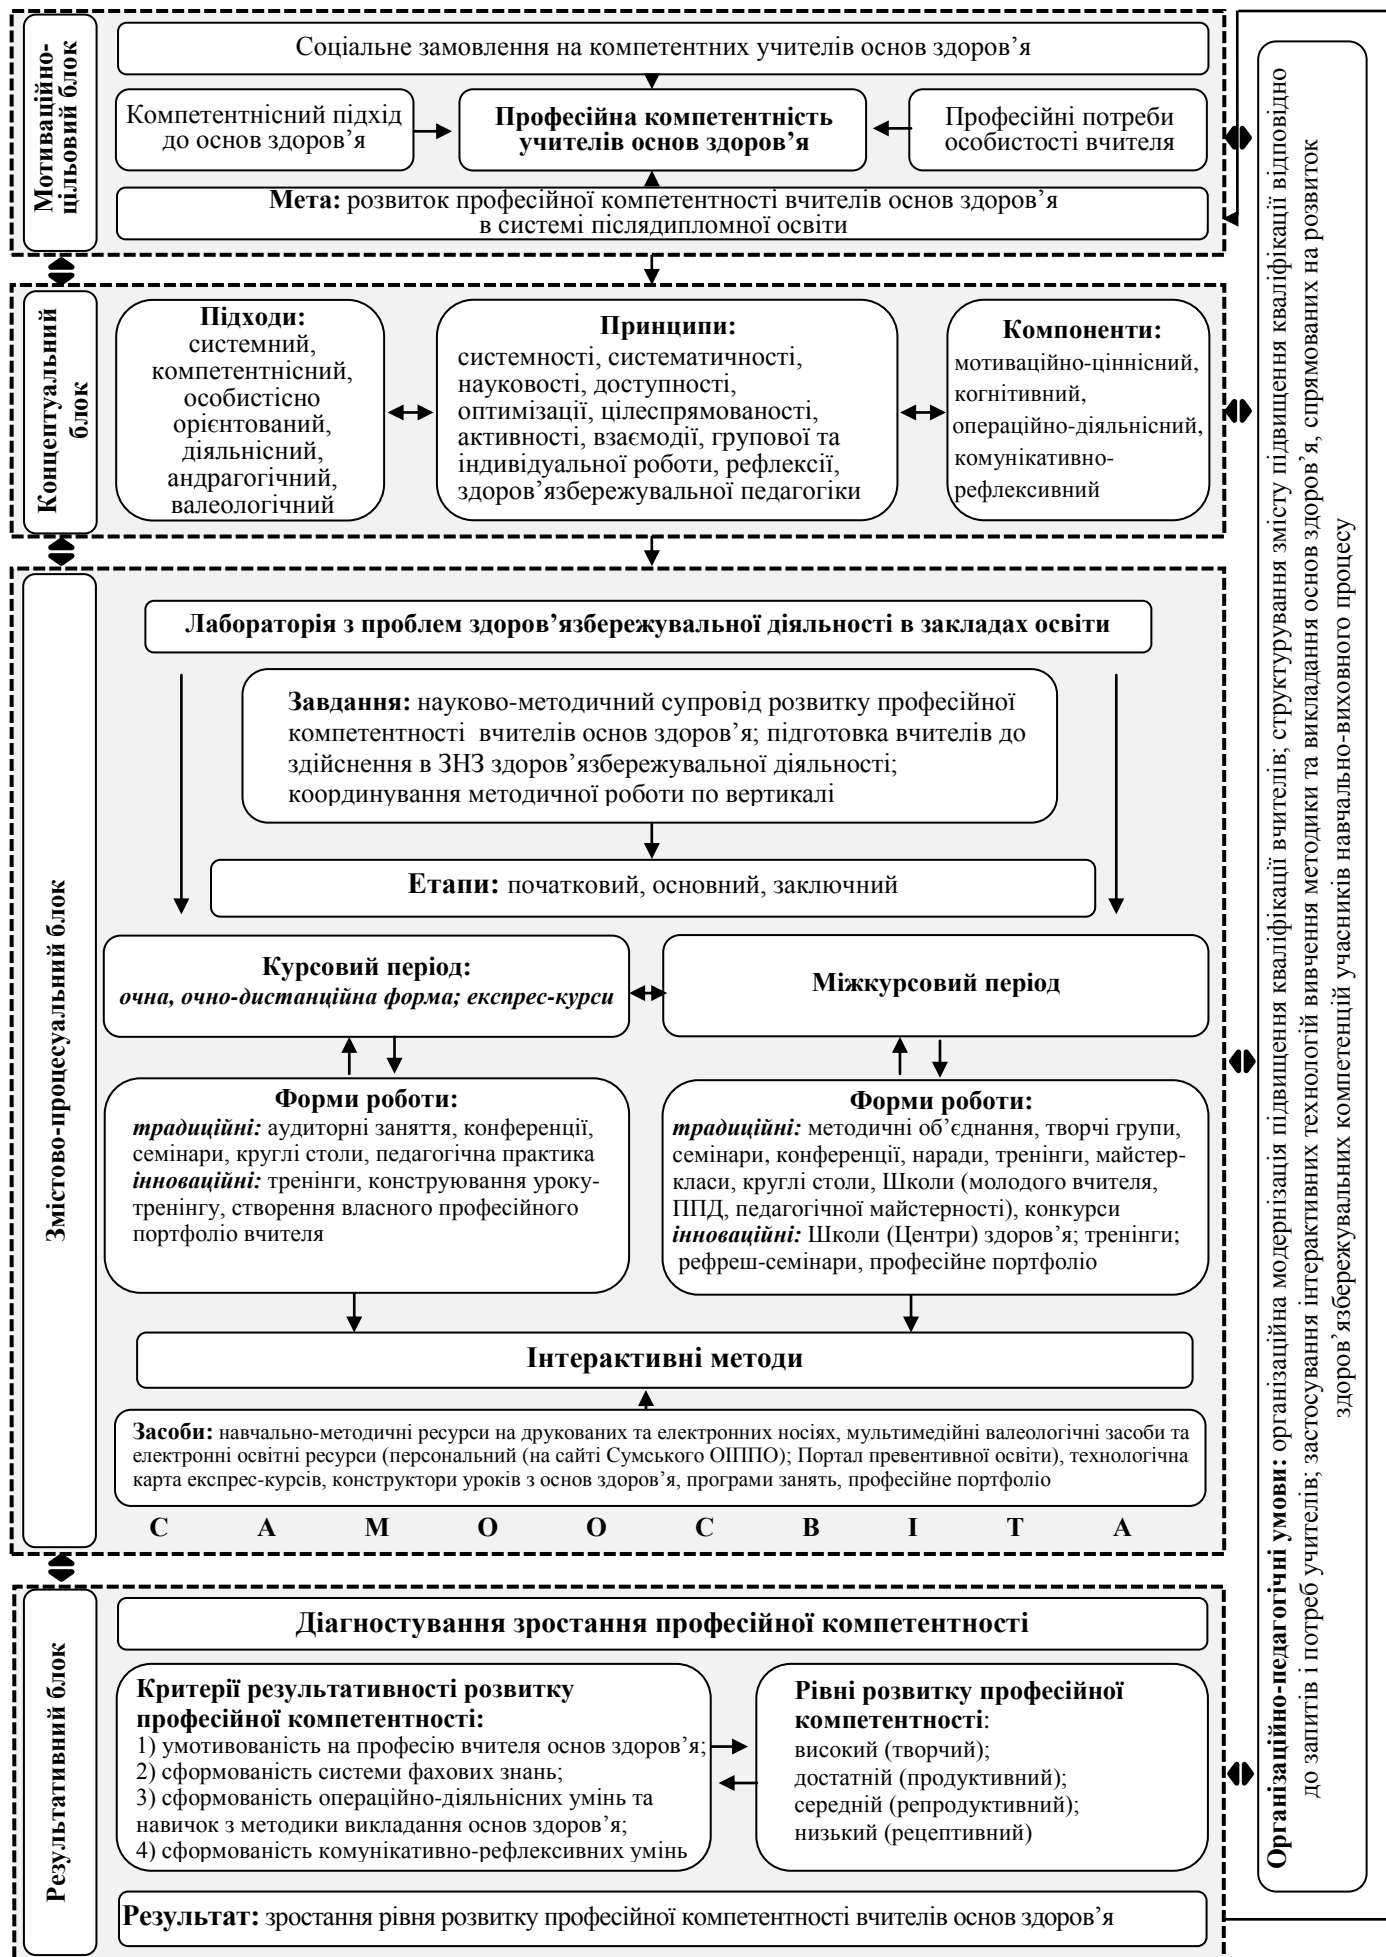 Мотиваційно-
цільовий блок
Соціальне замовлення на компетентних учителів основ здоров’я
Компетентнісний підхід
до основ здоров’я
Професійна компетентність
учителів основ здоров’я
Професійні потреби
особистості вчителя
Мета: розвиток професійної компетентності вчителів основ здоров’я
в системі післядипломної освіти
Концептуальний
блок
Підходи:
системний,
компетентнісний,
особистісно
орієнтований,
діяльнісний,
андрагогічний,
валеологічний
Принципи:
системності, систематичності,
науковості, доступності,
оптимізації, цілеспрямованості,
активності, взаємодії, групової та
індивідуальної роботи, рефлексії,
здоров’язбережувальної педагогіки
Компоненти:
мотиваційно-ціннісний,
когнітивний,
операційно-діяльнісний,
комунікативно-
рефлексивний
Змістово-процесуальний блок
Лабораторія з проблем здоров’язбережувальної діяльності в закладах освіти
Завдання: науково-методичний супровід розвитку професійної
компетентності вчителів основ здоров’я; підготовка вчителів до
здійснення в ЗНЗ здоров’язбережувальної діяльності;
координування методичної роботи по вертикалі
Етапи: початковий, основний, заключний
Курсовий період:
очна, очно-дистанційна форма; експрес-курси
Міжкурсовий період
Форми роботи:
традиційні: аудиторні заняття, конференції,
семінари, круглі столи, педагогічна практика
інноваційні: тренінги, конструювання уроку-
тренінгу, створення власного професійного
портфоліо вчителя
Форми роботи:
традиційні: методичні об’єднання, творчі групи,
семінари, конференції, наради, тренінги, майстер-
класи, круглі столи, Школи (молодого вчителя,
ППД, педагогічної майстерності), конкурси
інноваційні: Школи (Центри) здоров’я; тренінги;
рефреш-семінари, професійне портфоліо
Інтерактивні методи
Засоби: навчально-методичні ресурси на друкованих та електронних носіях, мультимедійні валеологічні засоби та
електронні освітні ресурси (персональний (на сайті Сумського ОІППО); Портал превентивної освіти), технологічна
карта експрес-курсів, конструктори уроків з основ здоров’я, програми занять, професійне портфоліо
С А М О О С В І Т А
Результативний блок
Діагностування зростання професійної компетентності
Критерії результативності розвитку
професійної компетентності:
1) умотивованість на професію вчителя основ здоров’я;
2) сформованість системи фахових знань;
3) сформованість операційно-діяльнісних умінь та
навичок з методики викладання основ здоров’я;
4) сформованість комунікативно-рефлексивних умінь
Рівні розвитку професійної
компетентності:
високий (творчий);
достатній (продуктивний);
середній (репродуктивний);
низький (рецептивний)
Результат: зростання рівня розвитку професійної компетентності вчителів основ здоров’я
Організаційно-педагогічні умови: організаційна модернізація підвищення кваліфікації вчителів; структурування змісту підвищення кваліфікації відповідно
до запитів і потреб учителів; застосування інтерактивних технологій вивчення методики та викладання основ здоров’я, спрямованих на розвиток
здоров’язбережувальних компетенцій учасників навчально-виховного процесу